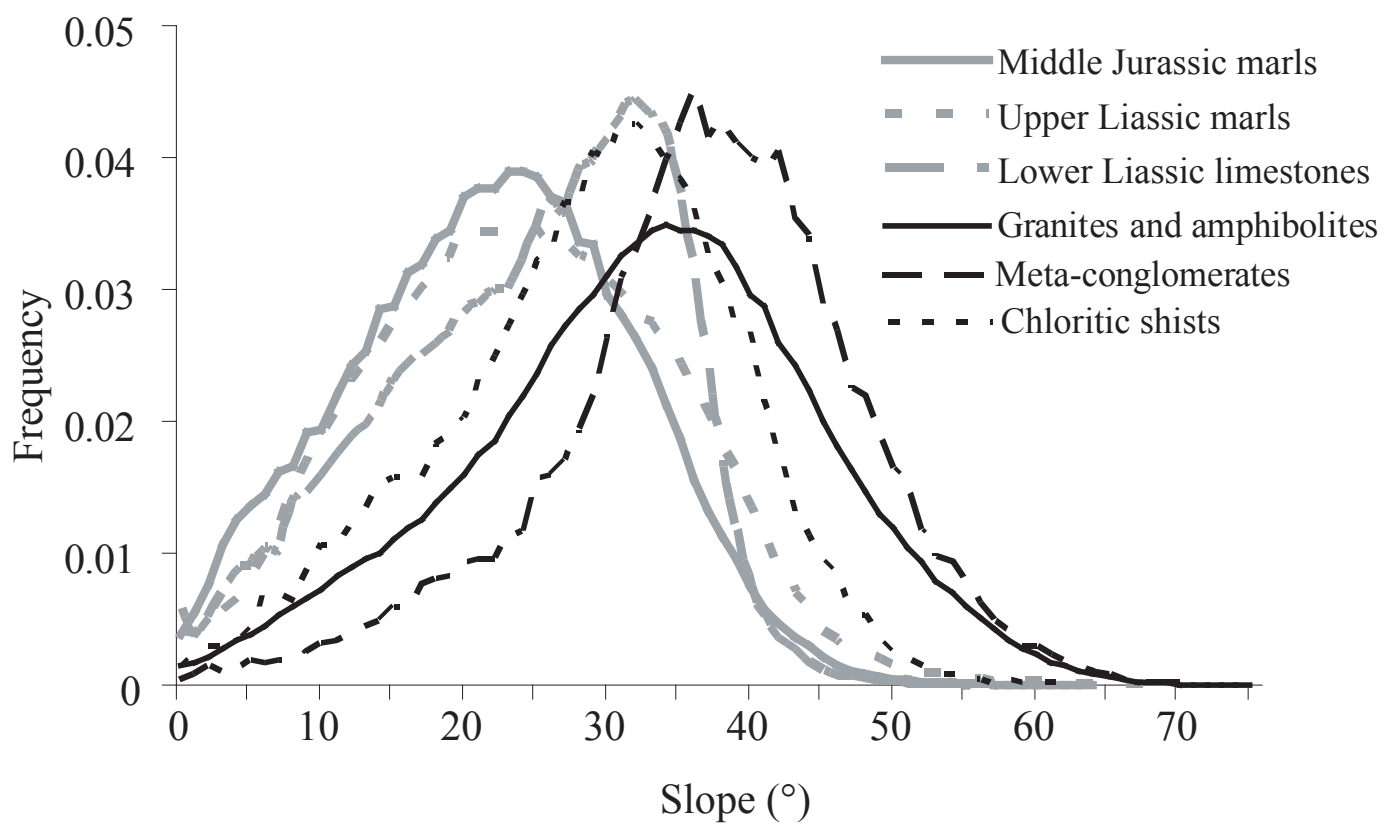 0.05
0.04
0.03
0.02
0.01
0
Frequency
Middle Jurassic marls
Upper Liassic marls
Lower Liassic limestones
Granites and amphibolites
Meta-conglomerates
Chloritic shists
0 10 20 30 40 50 60 70
Slope (°)